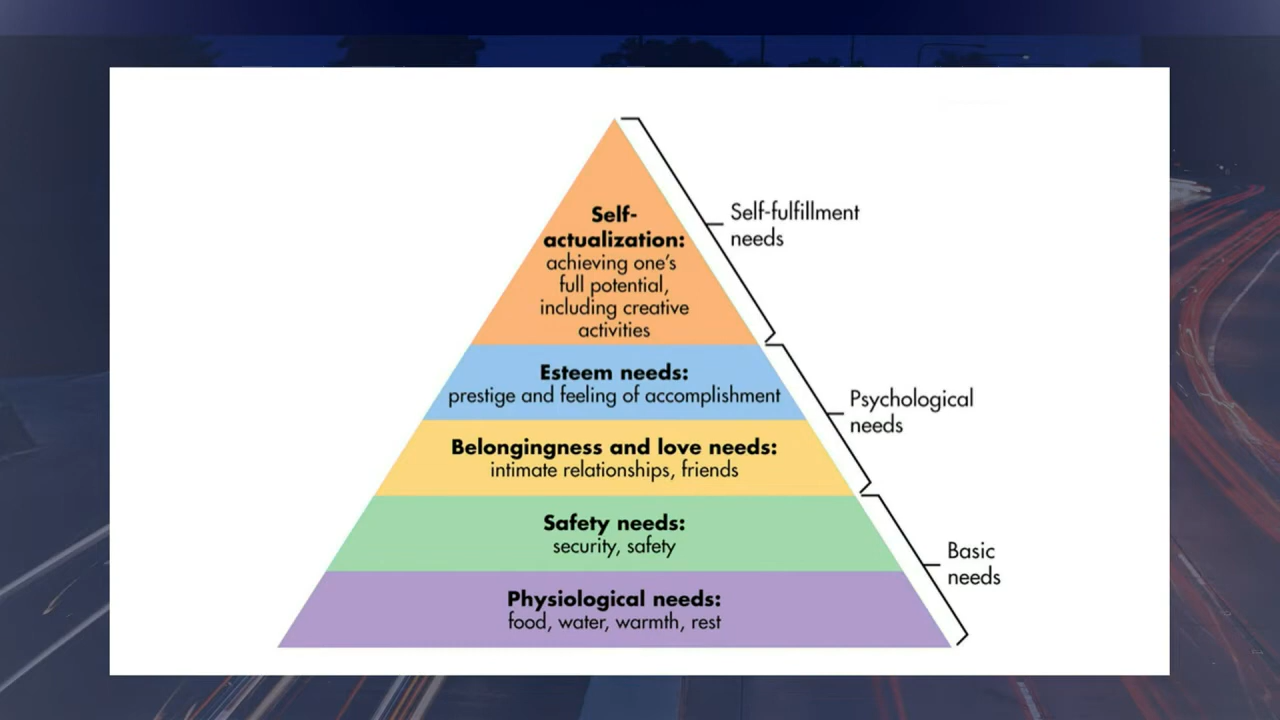 Self-
actualization:
achieving one's
full potential,
including creative
activities
Self-fulfillment
needs
Esteem needs:
prestige and feeling of accomplishment
Psychological
needs
Belongingness and love needs:
intimate relationships, friends
Safety needs:
security, safety
Basic
needs
Physiological needs:
food, water, warmth, rest